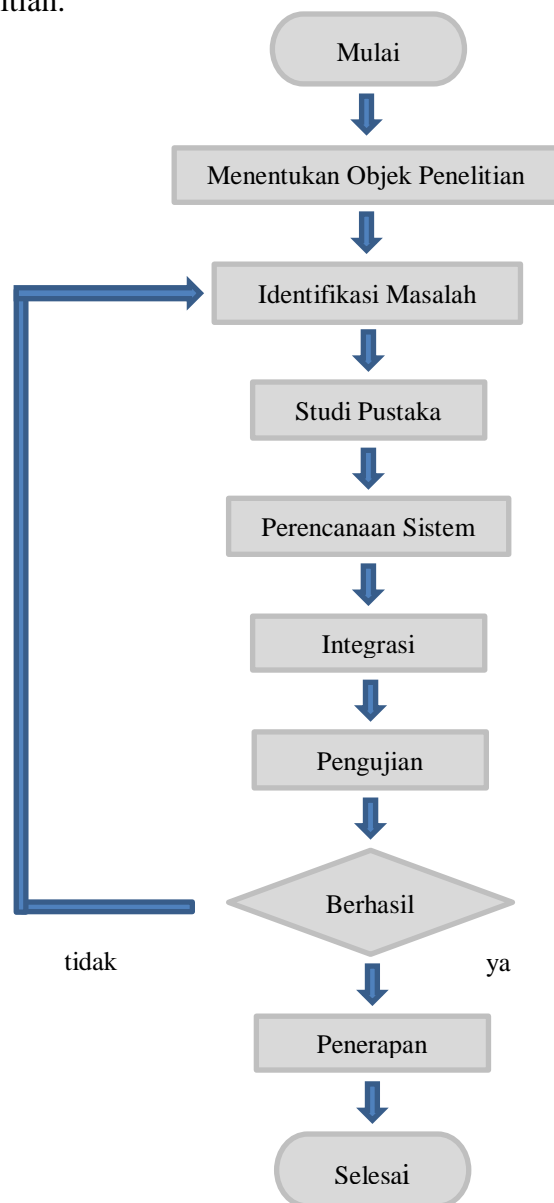 itian.
Mulai
Menentukan Objek Penelitian
Identifikasi Masalah
Studi Pustaka
Perencanaan Sistem
Integrasi
Pengujian
Berhasil
tidak
ya
Penerapan
Selesai